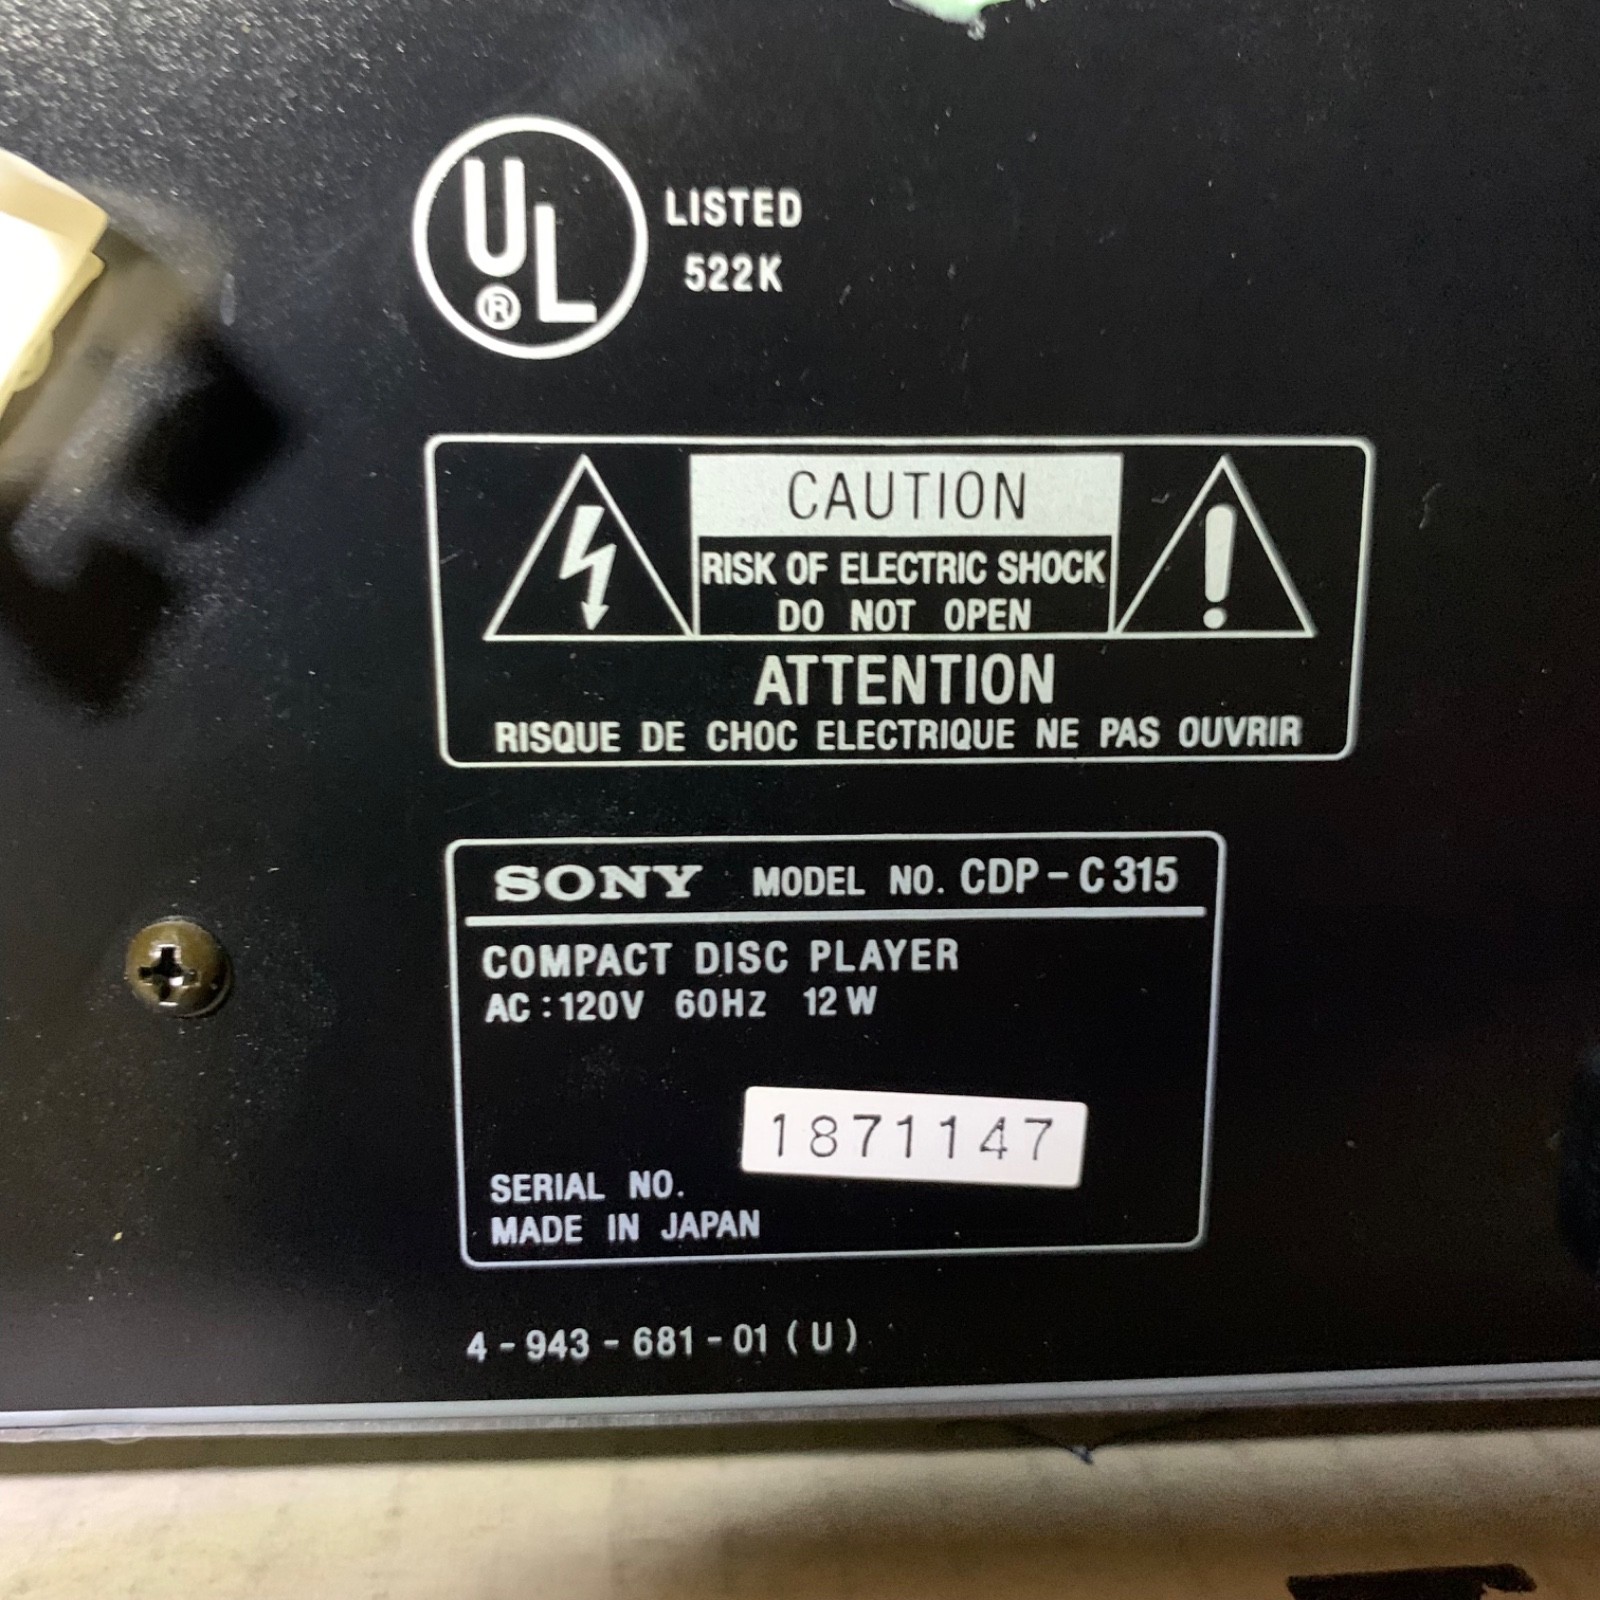 UL®
LISTED
522K
CAUTION
RISK OF ELECTRIC SHOCK
DO NOT OPEN
ATTENTION
RISQUE DE CHOC ELECTRIQUE NE PAS OUVRIR
SONY MODEL NO. CDP-C315
COMPACT DISC PLAYER
AC:120V 60Hz 12W
1871147
SERIAL NO.
MADE IN JAPAN
4-943-681-01 (U)